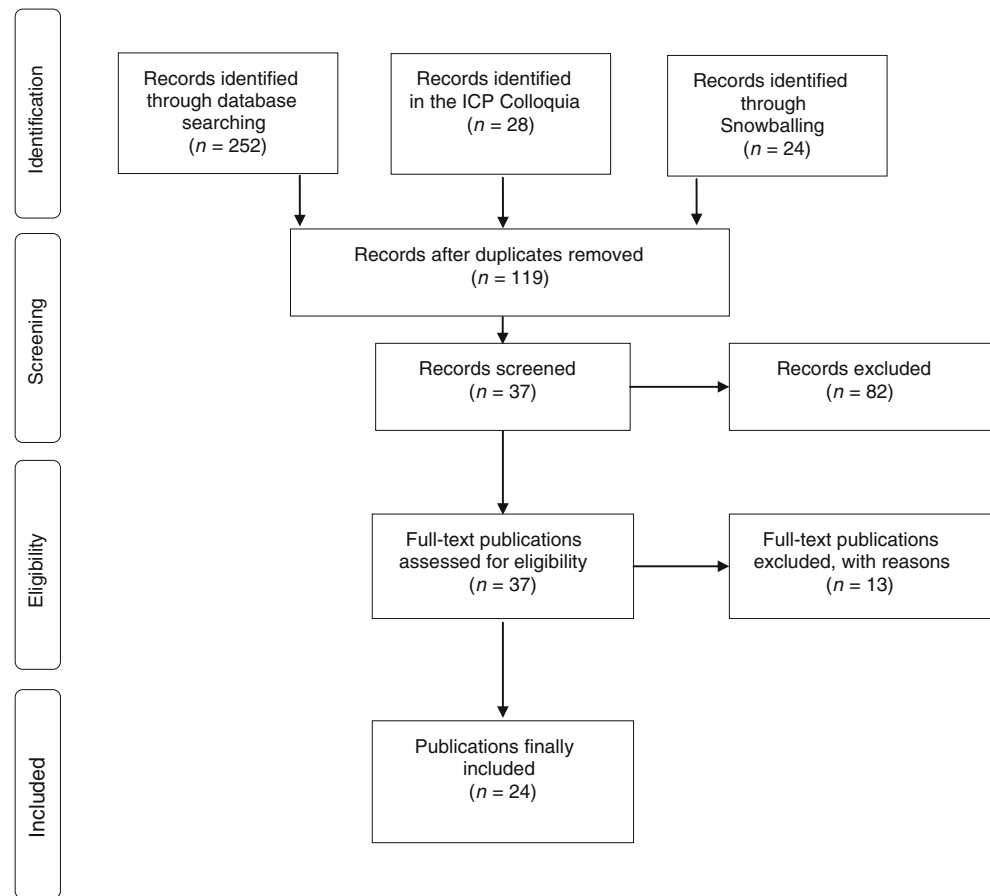 Identification
Records identified
through database
searching
(n = 252)
Records identified
in the ICP Colloquia
(n = 28)
Records identified
through
Snowballing
(n = 24)
Screening
Records after duplicates removed
(n = 119)
Records screened
(n = 37)
Records excluded
(n = 82)
Eligibility
Full-text publications
assessed for eligibility
(n = 37)
Full-text publications
excluded, with reasons
(n = 13)
Included
Publications finally
included
(n = 24)